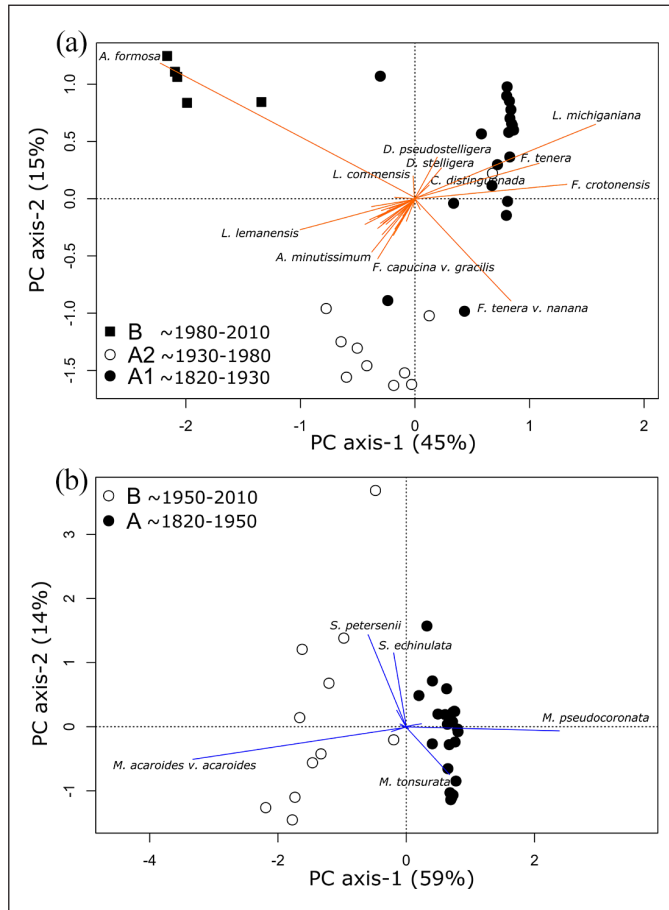 (a)
A. formosa
L. michiganiana
D. pseudostelligera
D. stelligera
F. tenera
L. commensis
C. distinguenada
F. crotonensis
L. lemanensis
A. minutissimum
F. capucina v. gracilis
F. tenera v. nanana
B ~1980-2010
A2 ~1930-1980
A1 ~1820-1930
1.0
0.5
0.0
-0.5
-1.0
-1.5
PC axis-2 (15%)
-2 -1 0 1 2
PC axis-1 (45%)
(b)
B ~1950-2010
A ~1820-1950
S. petersenii
S. echinulata
M. pseudocoronata
M. acaroides v. acaroides
M. tonsurata
3
2
1
0
-1
PC axis-2 (14%)
-4 -2 0 2
PC axis-1 (59%)